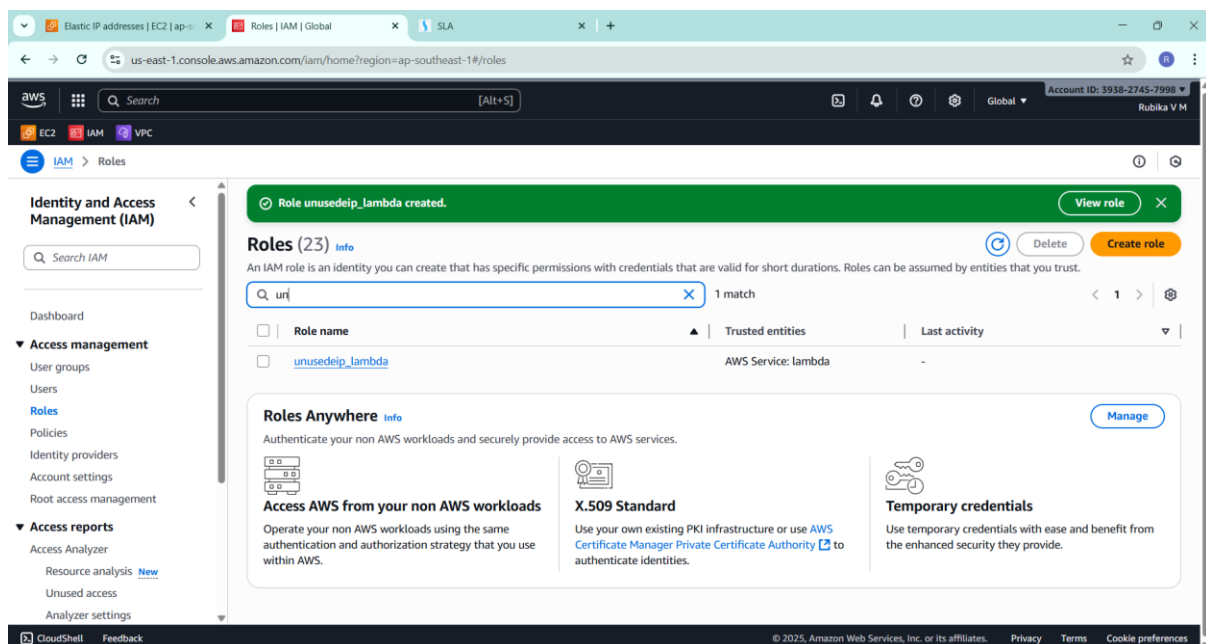 Elastic IP addresses | EC2 | ap-s
Roles | IAM | Global
SLA
us-east-1.console.aws.amazon.com/iam/home?region=ap-southeast-1#/roles
R
aws
Search
[Alt+S]
Global
Account ID: 3938-2745-7998
Rubika V M
EC2
IAM
VPC
IAM > Roles
Identity and Access Management (IAM)
Search IAM
Dashboard
Access management
User groups
Users
Roles
Policies
Identity providers
Account settings
Root access management
Access reports
Access Analyzer
Resource analysis New
Unused access
Analyzer settings
Role unusedeip_lambda created.
View role
Roles (23) Info
Delete
Create role
An IAM role is an identity you can create that has specific permissions with credentials that are valid for short durations. Roles can be assumed by entities that you trust.
un
1 match
1
Role name
Trusted entities
Last activity
unusedeip_lambda
AWS Service: lambda
-
Roles Anywhere Info
Manage
Authenticate your non AWS workloads and securely provide access to AWS services.
Access AWS from your non AWS workloads
Operate your non AWS workloads using the same
authentication and authorization strategy that you use
within AWS.
X.509 Standard
Use your own existing PKI infrastructure or use AWS
Certificate Manager Private Certificate Authority to
authenticate identities.
Temporary credentials
Use temporary credentials with ease and benefit from
the enhanced security they provide.
CloudShell
Feedback
© 2025, Amazon Web Services, Inc. or its affiliates.
Privacy
Terms
Cookie preferences